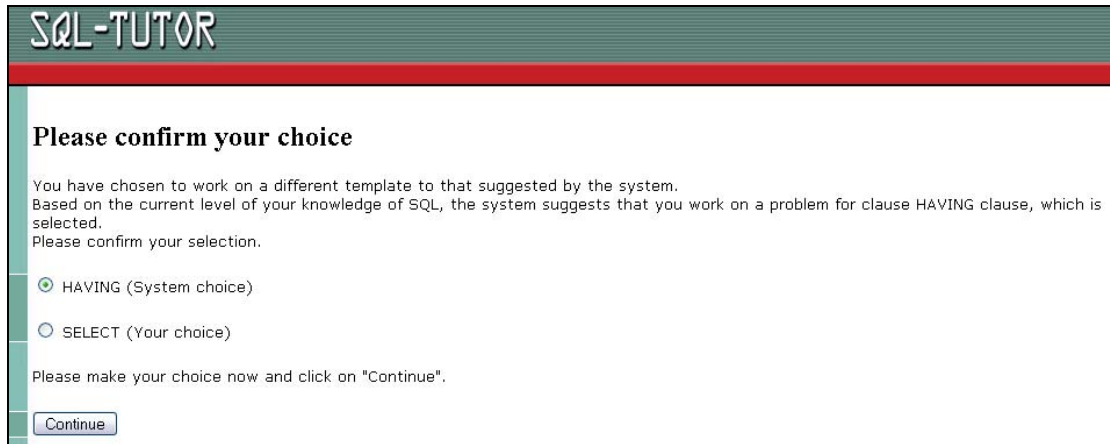 SQL-TUTOR
Please confirm your choice
You have chosen to work on a different template to that suggested by the system.
Based on the current level of your knowledge of SQL, the system suggests that you work on a problem for clause HAVING clause, which is
selected.
Please confirm your selection.
HAVING (System choice)
SELECT (Your choice)
Please make your choice now and click on "Continue".
Continue